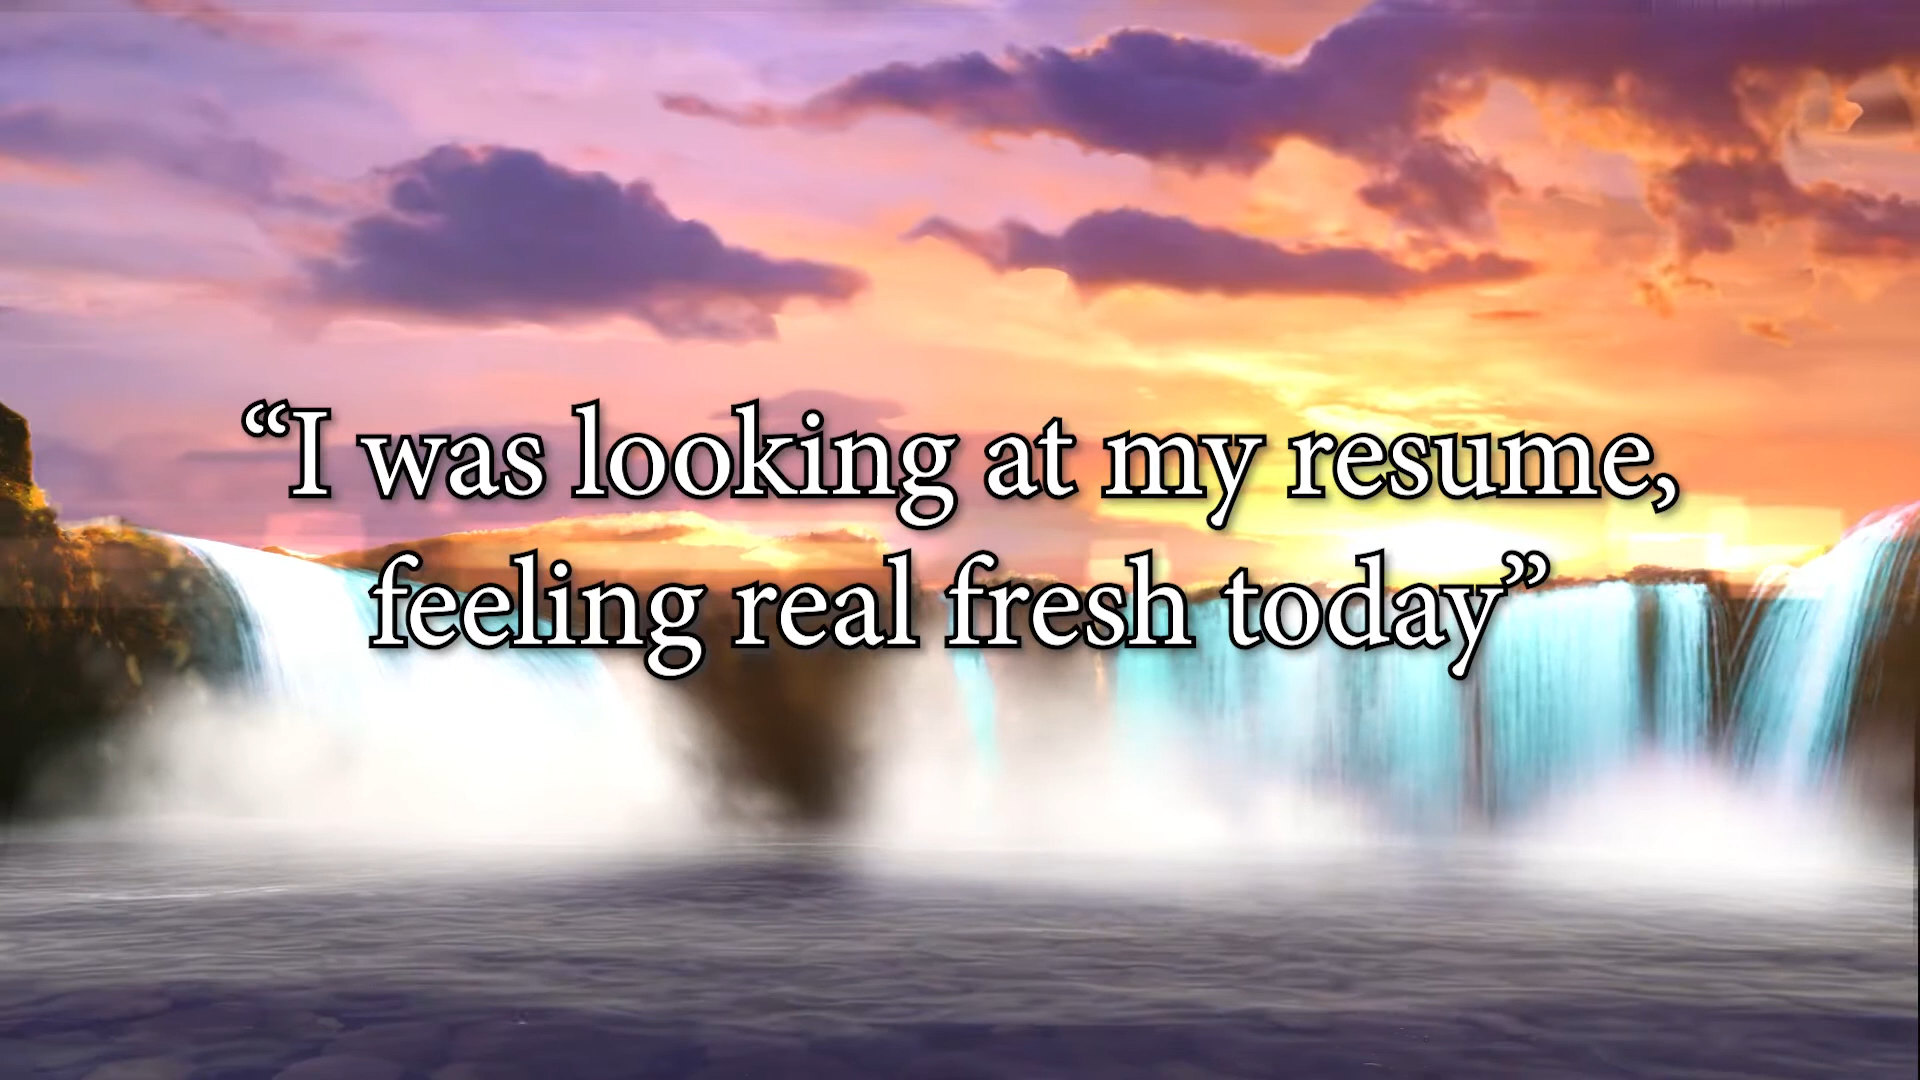 “I was looking at my resume,
feeling real fresh today”